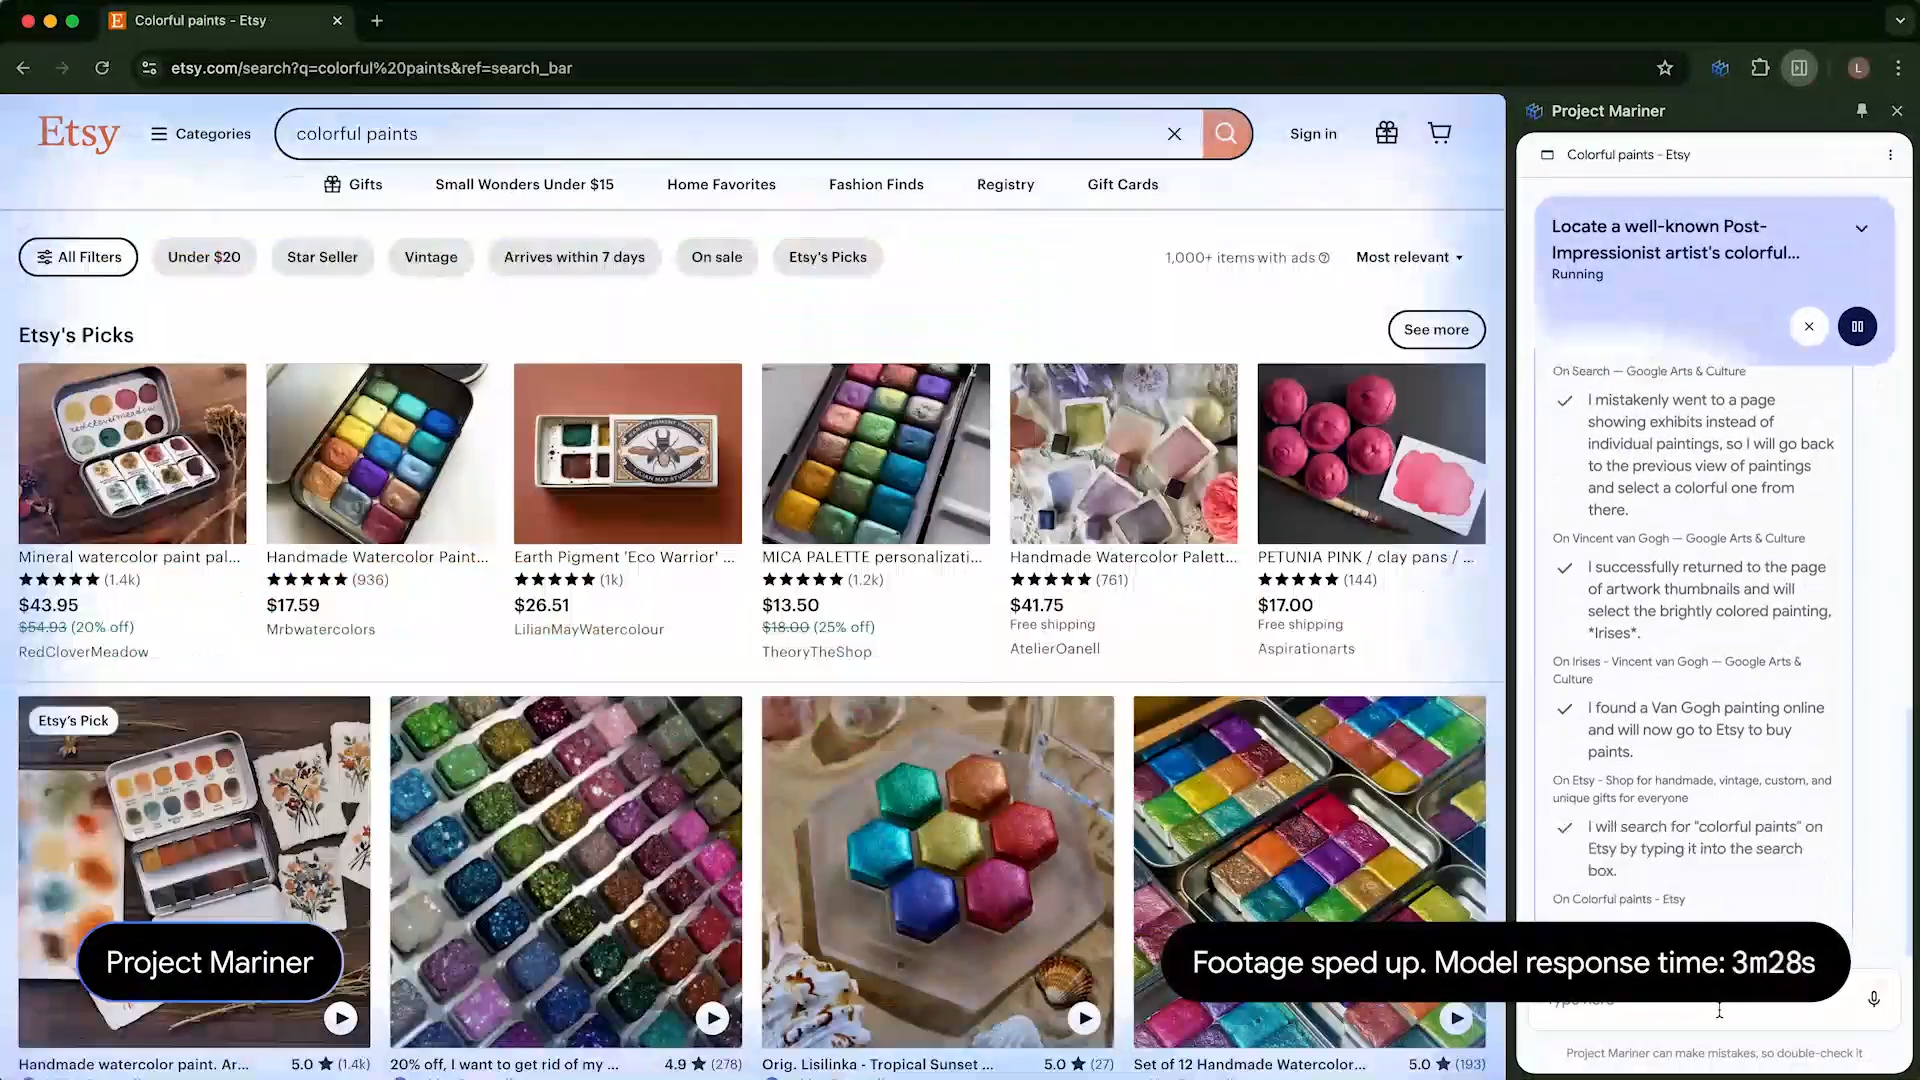 Colorful paints - Etsy
etsy.com/search?q=colorful%20paints&ref=search_bar
L
Etsy
Categories
colorful paints
Sign in
Gifts
Small Wonders Under $15
Home Favorites
Fashion Finds
Registry
Gift Cards
All Filters
Under $20
Star Seller
Vintage
Arrives within 7 days
On sale
Etsy's Picks
1,000+ items with ads
Most relevant
Etsy's Picks
See more
redclovermeadow
EARTH PIGMENT PAINTS
LILIAN MAY STUDIO
Mineral watercolor paint pal...
(1.4k)
$43.95
$54.93 (20% off)
RedCloverMeadow
Handmade Watercolor Paint...
(936)
$17.59
Mrbwatercolors
Earth Pigment 'Eco Warrior' ...
(1k)
$26.51
LilianMayWatercolour
MICA PALETTE personalizati...
(1.2k)
$13.50
$18.00 (25% off)
TheoryTheShop
Handmade Watercolor Palett...
(761)
$41.75
Free shipping
AtelierOanell
PETUNIA PINK / clay pans / ...
(144)
$17.00
Free shipping
Aspirationarts
Etsy's Pick
Handmade watercolor paint. Ar...
5.0 (1.4k)
20% off, I want to get rid of my ...
4.9 (278)
Orig. Lisilinka - Tropical Sunset ...
5.0 (27)
Set of 12 Handmade Watercolor...
5.0 (193)
Project Mariner
Colorful paints - Etsy
Locate a well-known Post-
Impressionist artist's colorful...
Running
On Search — Google Arts & Culture
I mistakenly went to a page
showing exhibits instead of
individual paintings, so I will go back
to the previous view of paintings
and select a colorful one from
there.
On Vincent van Gogh — Google Arts & Culture
I successfully returned to the page
of artwork thumbnails and will
select the brightly colored painting,
*Irises*.
On Irises - Vincent van Gogh — Google Arts &
Culture
I found a Van Gogh painting online
and will now go to Etsy to buy
paints.
On Etsy - Shop for handmade, vintage, custom, and
unique gifts for everyone
I will search for "colorful paints" on
Etsy by typing it into the search
box.
On Colorful paints - Etsy
Project Mariner can make mistakes, so double-check it
Project Mariner
Footage sped up. Model response time: 3m28s